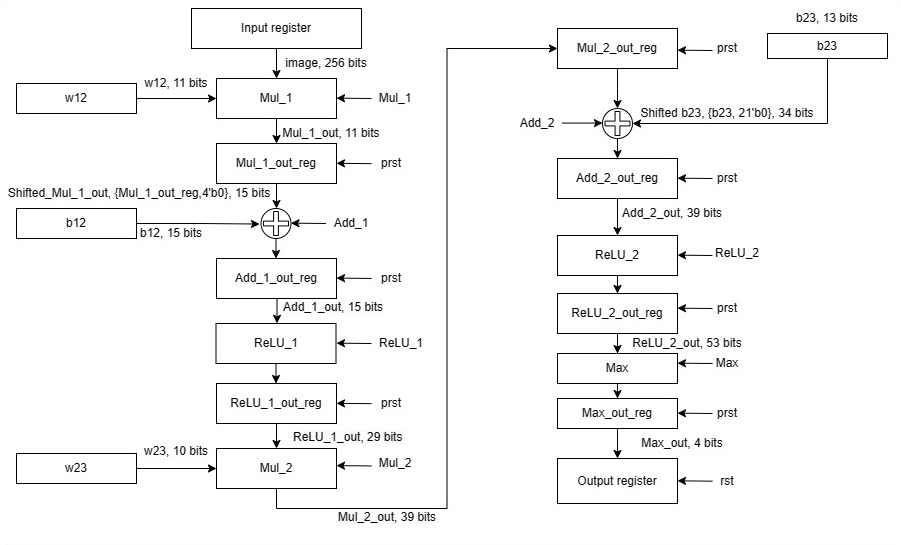 Input register
image, 256 bits
w12
w12, 11 bits
Mul_1
Mul_1
Mul_1_out, 11 bits
Mul_1_out_reg
prst
Shifted_Mul_1_out, {Mul_1_out_reg,4'b0}, 15 bits
b12
b12, 15 bits
Add_1
Add_1_out_reg
prst
Add_1_out, 15 bits
ReLU_1
ReLU_1
ReLU_1_out_reg
prst
ReLU_1_out, 29 bits
w23
w23, 10 bits
Mul_2
Mul_2
Mul_2_out, 39 bits
Mul_2_out_reg
prst
b23, 13 bits
b23
Add_2
Shifted b23, {b23, 21'b0}, 34 bits
Add_2_out_reg
prst
Add_2_out, 39 bits
ReLU_2
ReLU_2
ReLU_2_out_reg
prst
ReLU_2_out, 53 bits
Max
Max
Max_out_reg
prst
Max_out, 4 bits
Output register
rst